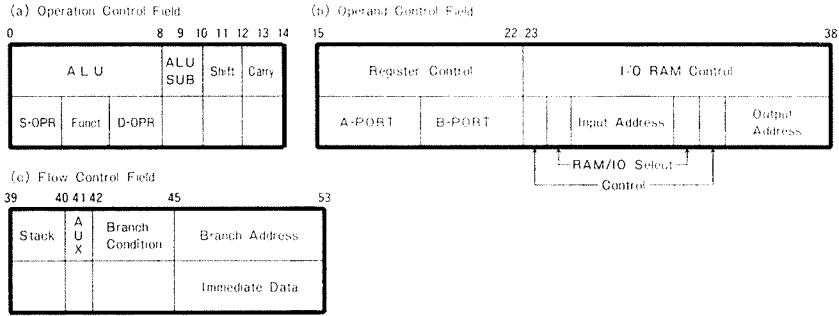 (a) Operation Control Field
0 8 9 10 11 12 13 14
ALU
ALU SUB
Shift
Carry
S-OPR
Funct
D-OPR
(b) Operand Control Field
15 22 23 38
Register Control
I/O RAM Control
A-PORT
B-PORT
Input Address
Output Address
RAM/IO Select
Control
(c) Flow Control Field
39 40 41 42 45 53
Stack
AUX
Branch Condition
Branch Address
Immediate Data